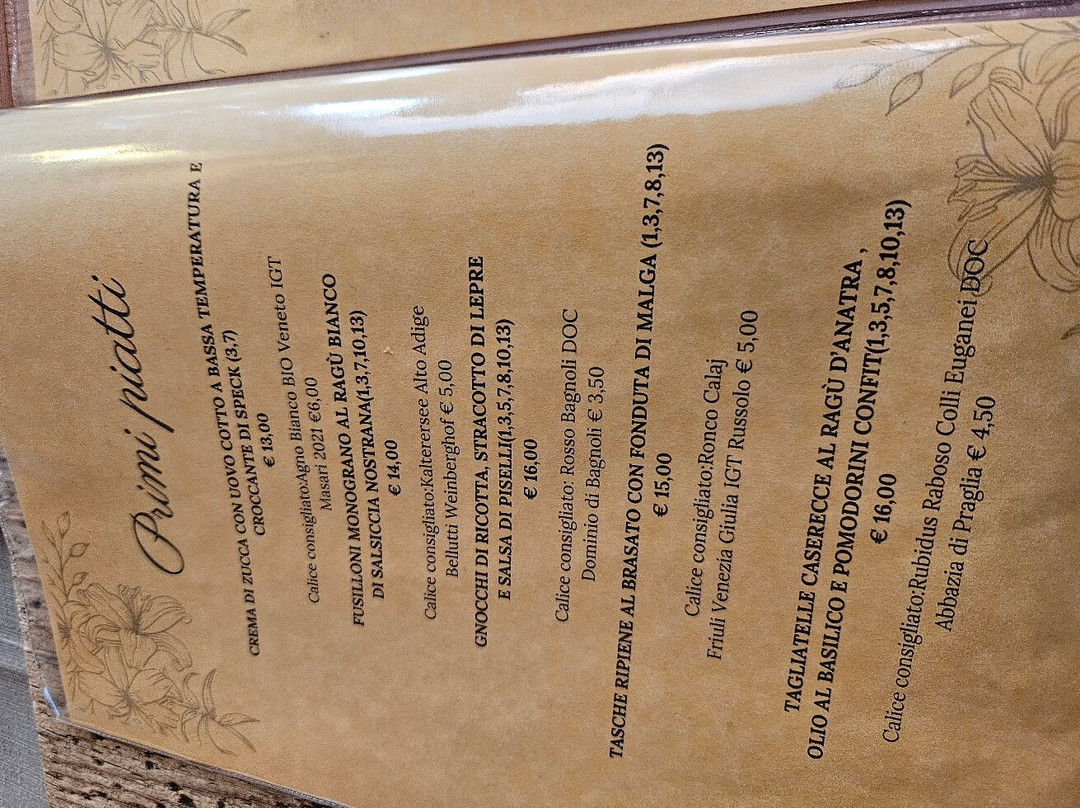 Primi piatti
CREMA DI ZUCCA CON UOVO COTTO A BASSA TEMPERATURA E
CROCCANTE DI SPECK (3,7)
€ 13,00
Calice consigliato:Agno Bianco BIO Veneto IGT
Masari 2021 €6,00
FUSILLONI MONOGRANO AL RAGÙ BIANCO
DI SALSICCIA NOSTRANA(1,3,7,10,13)
€ 14,00
Calice consigliato:Kalterersee Alto Adige
Bellutti Weinberghof € 5,00
GNOCCHI DI RICOTTA, STRACOTTO DI LEPRE
E SALSA DI PISELLI(1,3,5,7,8,10,13)
€ 16,00
Calice consigliato: Rosso Bagnoli DOC
Dominio di Bagnoli € 3,50
TASCHE RIPIENE AL BRASATO CON FONDUTA DI MALGA (1,3,7,8,13)
€ 15,00
Calice consigliato:Ronco Calaj
Friuli Venezia Giulia IGT Russolo € 5,00
TAGLIATELLE CASERECCE AL RAGÙ D'ANATRA ,
OLIO AL BASILICO E POMODORINI CONFIT(1,3,5,7,8,10,13)
€ 16,00
Calice consigliato:Rubidus Raboso Colli Euganei DOC
Abbazia di Praglia € 4,50